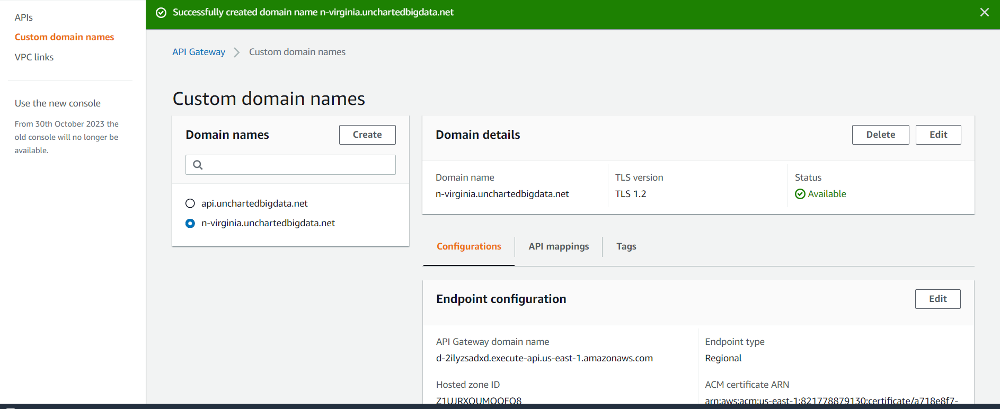 APIs
Custom domain names
VPC links
Use the new console
From 30th October 2023 the
old console will no longer be
available.
Successfully created domain name n-virginia.unchartedbigdata.net
API Gateway
Custom domain names
Custom domain names
Domain names
Create
api.unchartedbigdata.net
n-virginia.unchartedbigdata.net
Domain details
Delete
Edit
Domain name
n-virginia.unchartedbigdata.net
TLS version
TLS 1.2
Status
Available
Configurations
API mappings
Tags
Endpoint configuration
Edit
API Gateway domain name
d-2ilyzsadxd.execute-api.us-east-1.amazonaws.com
Endpoint type
Regional
Hosted zone ID
Z1UJRXOUMOOFQ8
ACM certificate ARN
arn:aws:acm:us-east-1:821778879130:certificate/a718e8f7-